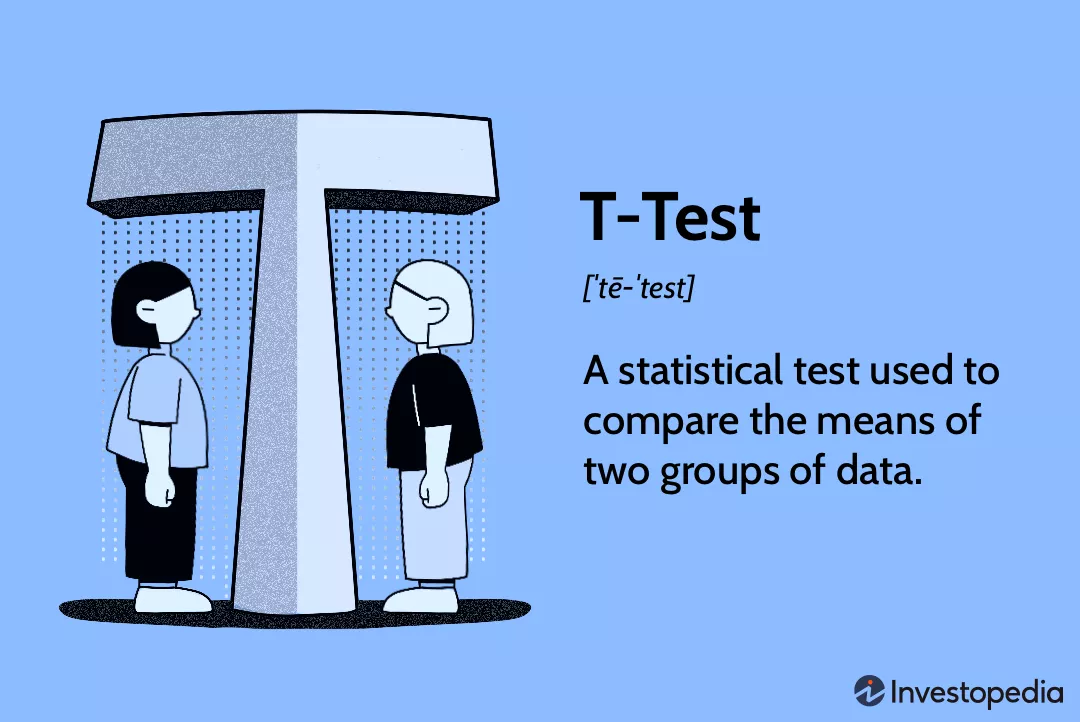 T-Test
[ˈtē-ˈtest]
A statistical test used to
compare the means of
two groups of data.
Investopedia